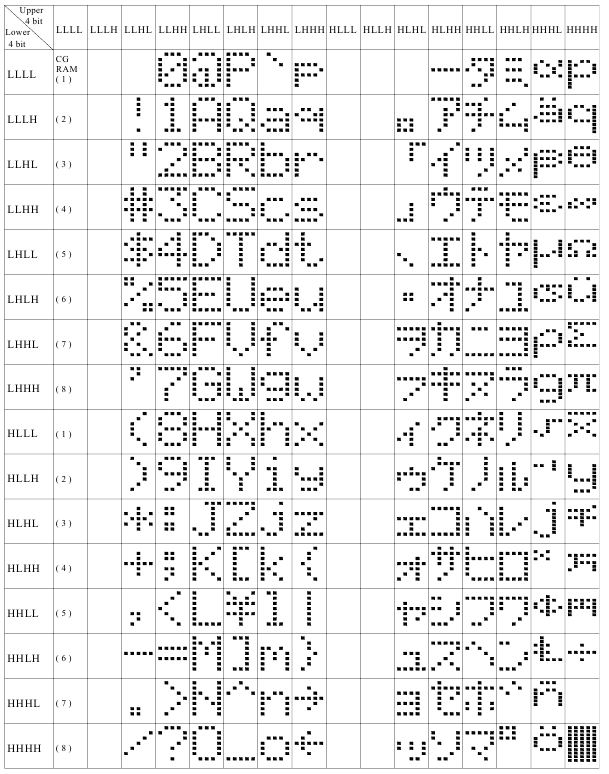 Upper 4 bit
Lower 4 bit
LLLL LLLH LLHL LLHH LHLL LHLH LHHL LHHH HLLL HLLH HLHL HLHH HHLL HHLH HHHL HHHH
LLLL CG RAM (1) 0 @ P ` p ー タ ミ α p
LLLH (2) ! 1 A Q a q 。 ア チ ム ä q
LLHL (3) " 2 B R b r 「 イ ツ メ β θ
LLHH (4) # 3 C S c s 」 ウ テ モ ε ∞
LHLL (5) $ 4 D T d t 、 エ ト ヤ μ Ω
LHLH (6) % 5 E U e u ・ オ ナ ユ σ ü
LHHL (7) & 6 F V f v ヲ カ ニ ヨ ρ Σ
LHHH (8) ' 7 G W g w ァ キ ヌ ラ g π
HLLL (1) ( 8 H X h x ィ ク ネ リ √ x̄
HLLH (2) ) 9 I Y i y ゥ ケ ノ ル ⁻¹ y
HLHL (3) * : J Z j z ェ コ ハ レ j 千
HLHH (4) + ; K [ k { ォ サ ヒ ロ ˣ 万
HHLL (5) , < L ¥ l | ャ シ フ ワ ¢ 円
HHLH (6) - = M ] m } ュ ス ヘ ン Ł ÷
HHHL (7) . > N ^ n → ョ セ ホ ゛ ñ
HHHH (8) / ? O _ o ← ッ ソ マ ゜ ö █